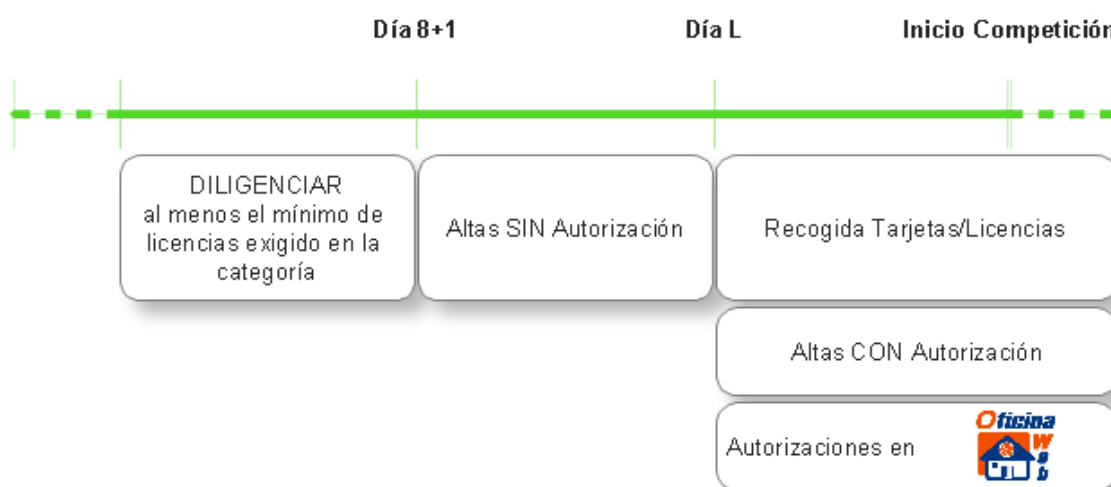 Día 8+1
Día L
Inicio Competición
DILIGENCIAR
al menos el mínimo de
licencias exigido en la
categoría
Altas SIN Autorización
Recogida Tarjetas/Licencias
Altas CON Autorización
Autorizaciones en
Oficina
Web